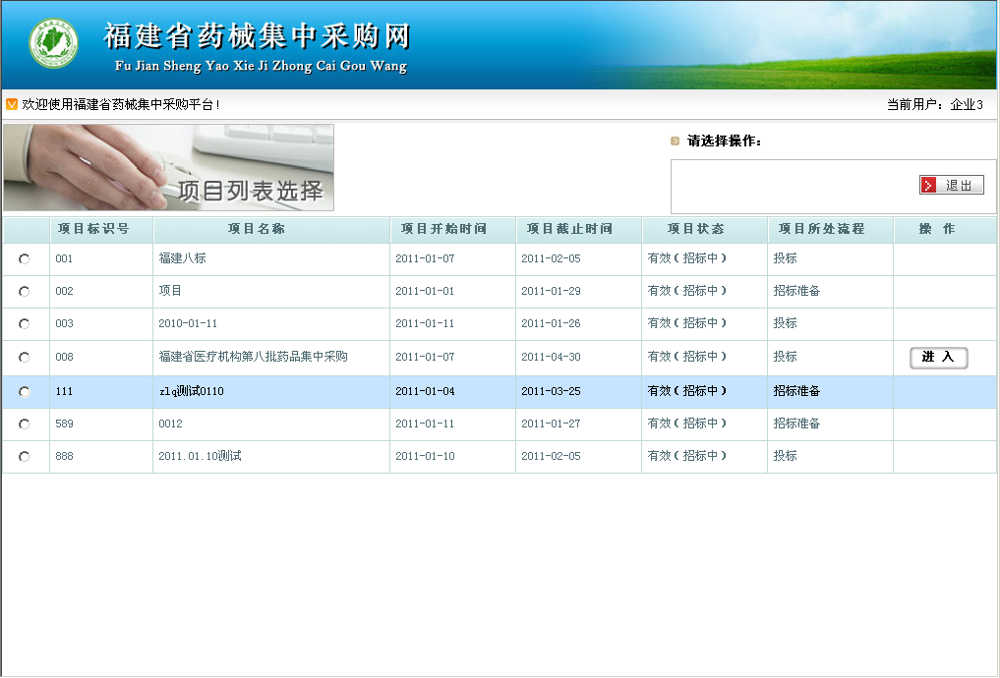 福建省药械集中采购网
Fu Jian Sheng Yao Xie Ji Zhong Cai Gou Wang
欢迎使用福建省药械集中采购平台! 当前用户：企业3
项目列表选择
请选择操作:
退出
项目标识号 项目名称 项目开始时间 项目截止时间 项目状态 项目所处流程 操 作
001 福建八标 2011-01-07 2011-02-05 有效(招标中) 投标
002 项目 2011-01-01 2011-01-29 有效(招标中) 招标准备
003 2010-01-11 2011-01-11 2011-01-26 有效(招标中) 投标
008 福建省医疗机构第八批药品集中采购 2011-01-07 2011-04-30 有效(招标中) 投标 进 入
111 zlq测试0110 2011-01-04 2011-03-25 有效(招标中) 招标准备
589 0012 2011-01-11 2011-01-27 有效(招标中) 招标准备
888 2011.01.10测试 2011-01-10 2011-02-05 有效(招标中) 投标